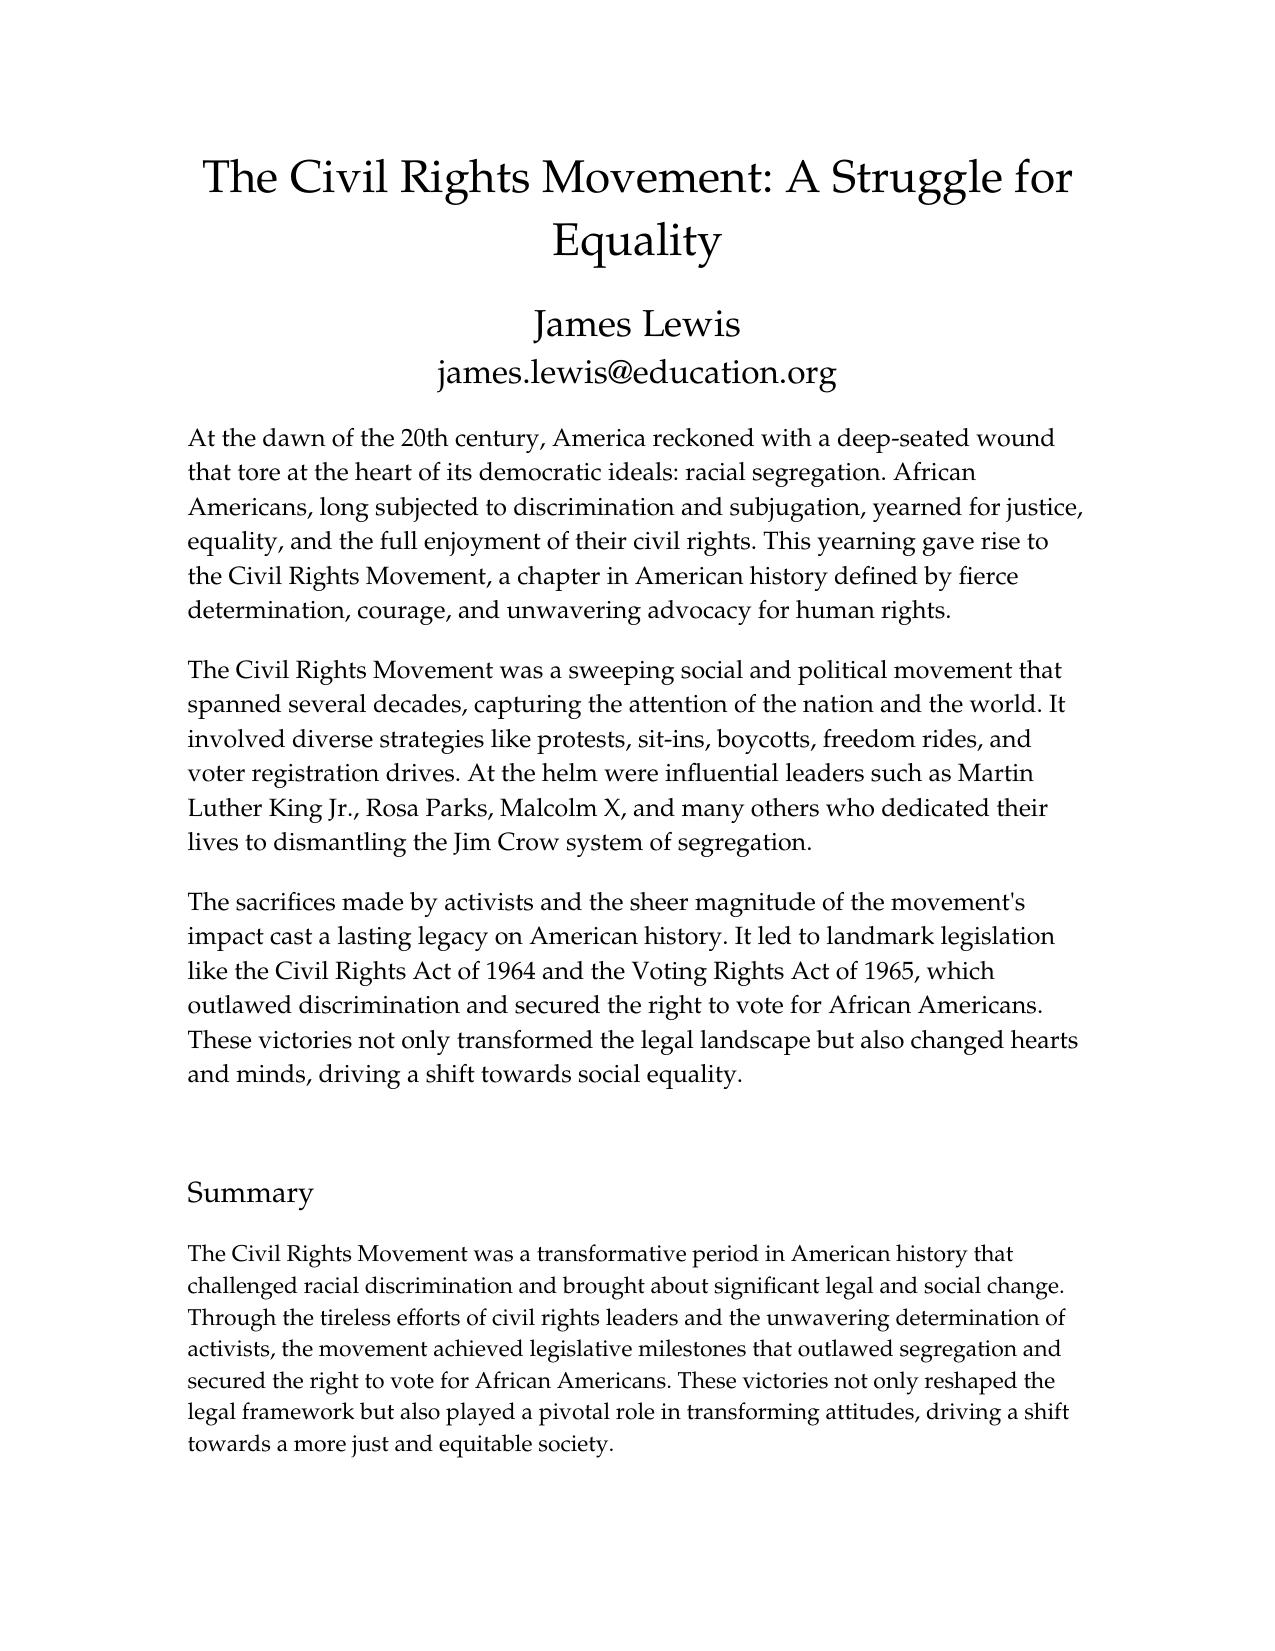 The Civil Rights Movement: A Struggle for
Equality
James Lewis
james.lewis@education.org
At the dawn of the 20th century, America reckoned with a deep-seated wound
that tore at the heart of its democratic ideals: racial segregation. African
Americans, long subjected to discrimination and subjugation, yearned for justice,
equality, and the full enjoyment of their civil rights. This yearning gave rise to
the Civil Rights Movement, a chapter in American history defined by fierce
determination, courage, and unwavering advocacy for human rights.
The Civil Rights Movement was a sweeping social and political movement that
spanned several decades, capturing the attention of the nation and the world. It
involved diverse strategies like protests, sit-ins, boycotts, freedom rides, and
voter registration drives. At the helm were influential leaders such as Martin
Luther King Jr., Rosa Parks, Malcolm X, and many others who dedicated their
lives to dismantling the Jim Crow system of segregation.
The sacrifices made by activists and the sheer magnitude of the movement's
impact cast a lasting legacy on American history. It led to landmark legislation
like the Civil Rights Act of 1964 and the Voting Rights Act of 1965, which
outlawed discrimination and secured the right to vote for African Americans.
These victories not only transformed the legal landscape but also changed hearts
and minds, driving a shift towards social equality.
Summary
The Civil Rights Movement was a transformative period in American history that
challenged racial discrimination and brought about significant legal and social change.
Through the tireless efforts of civil rights leaders and the unwavering determination of
activists, the movement achieved legislative milestones that outlawed segregation and
secured the right to vote for African Americans. These victories not only reshaped the
legal framework but also played a pivotal role in transforming attitudes, driving a shift
towards a more just and equitable society.